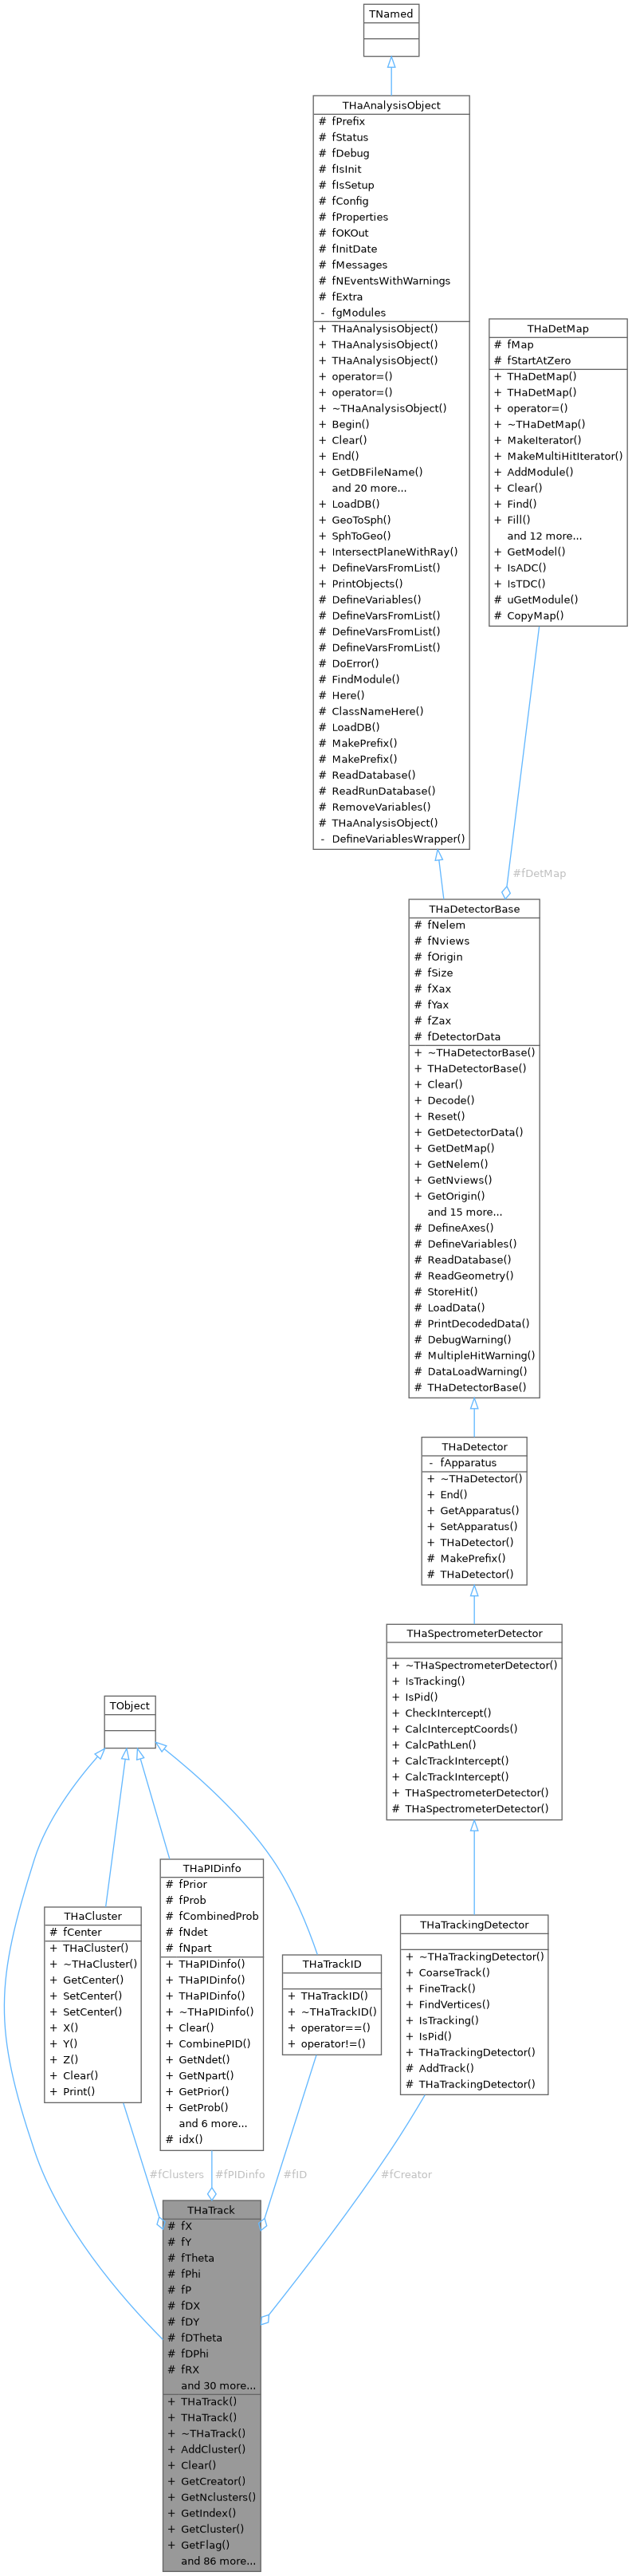 TNamed
THaAnalysisObject
# fPrefix
# fStatus
# fDebug
# fIsInit
# fIsSetup
# fConfig
# fProperties
# fOKOut
# fInitDate
# fMessages
# fNEventsWithWarnings
# fExtra
- fgModules
+ THaAnalysisObject()
+ THaAnalysisObject()
+ THaAnalysisObject()
+ operator=()
+ operator=()
+ ~THaAnalysisObject()
+ Begin()
+ Clear()
+ End()
+ GetDBFileName()
and 20 more...
+ LoadDB()
+ GeoToSph()
+ SphToGeo()
+ IntersectPlaneWithRay()
+ DefineVarsFromList()
+ PrintObjects()
# DefineVariables()
# DefineVarsFromList()
# DefineVarsFromList()
# DefineVarsFromList()
# DoError()
# FindModule()
# Here()
# ClassNameHere()
# LoadDB()
# MakePrefix()
# MakePrefix()
# ReadDatabase()
# ReadRunDatabase()
# RemoveVariables()
# THaAnalysisObject()
- DefineVariablesWrapper()
THaDetMap
# fMap
# fStartAtZero
+ THaDetMap()
+ THaDetMap()
+ operator=()
+ ~THaDetMap()
+ MakeIterator()
+ MakeMultiHitIterator()
+ AddModule()
+ Clear()
+ Find()
+ Fill()
and 12 more...
+ GetModel()
+ IsADC()
+ IsTDC()
# uGetModule()
# CopyMap()
#fDetMap
THaDetectorBase
# fNelem
# fNviews
# fOrigin
# fSize
# fXax
# fYax
# fZax
# fDetectorData
+ ~THaDetectorBase()
+ THaDetectorBase()
+ Clear()
+ Decode()
+ Reset()
+ GetDetectorData()
+ GetDetMap()
+ GetNelem()
+ GetNviews()
+ GetOrigin()
and 15 more...
# DefineAxes()
# DefineVariables()
# ReadDatabase()
# ReadGeometry()
# StoreHit()
# LoadData()
# PrintDecodedData()
# DebugWarning()
# MultipleHitWarning()
# DataLoadWarning()
# THaDetectorBase()
THaDetector
- fApparatus
+ ~THaDetector()
+ End()
+ GetApparatus()
+ SetApparatus()
+ THaDetector()
# MakePrefix()
# THaDetector()
THaSpectrometerDetector
+ ~THaSpectrometerDetector()
+ IsTracking()
+ IsPid()
+ CheckIntercept()
+ CalcInterceptCoords()
+ CalcPathLen()
+ CalcTrackIntercept()
+ CalcTrackIntercept()
+ THaSpectrometerDetector()
# THaSpectrometerDetector()
TObject
THaCluster
# fCenter
+ THaCluster()
+ ~THaCluster()
+ GetCenter()
+ SetCenter()
+ SetCenter()
+ X()
+ Y()
+ Z()
+ Clear()
+ Print()
THaPIDinfo
# fPrior
# fProb
# fCombinedProb
# fNdet
# fNpart
+ THaPIDinfo()
+ THaPIDinfo()
+ THaPIDinfo()
+ ~THaPIDinfo()
+ Clear()
+ CombinePID()
+ GetNdet()
+ GetNpart()
+ GetPrior()
+ GetProb()
and 6 more...
# idx()
THaTrackID
+ THaTrackID()
+ ~THaTrackID()
+ operator==()
+ operator!=()
THaTrackingDetector
+ ~THaTrackingDetector()
+ CoarseTrack()
+ FineTrack()
+ FindVertices()
+ IsTracking()
+ IsPid()
+ THaTrackingDetector()
# AddTrack()
# THaTrackingDetector()
#fClusters
#fPIDinfo
#fID
#fCreator
THaTrack
# fX
# fY
# fTheta
# fPhi
# fP
# fDX
# fDY
# fDTheta
# fDPhi
# fRX
and 30 more...
+ THaTrack()
+ THaTrack()
+ ~THaTrack()
+ AddCluster()
+ Clear()
+ GetCreator()
+ GetNclusters()
+ GetIndex()
+ GetCluster()
+ GetFlag()
and 86 more...